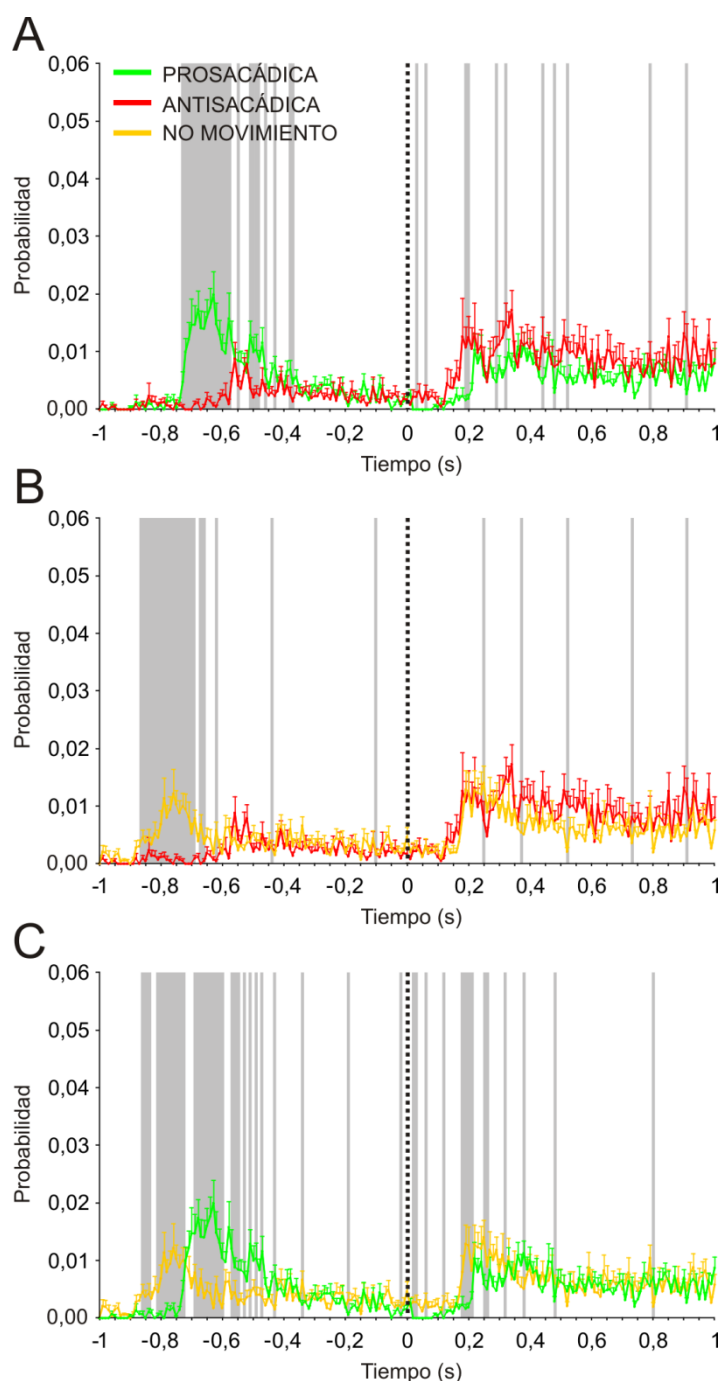 A
0,06
PROSACÁDICA
0,05
ANTISACÁDICA
NO MOVIMIENTO
0,04
Probabilidad
0,03
0,02
0,01
0,00
-1 -0,8 -0,6 -0,4 -0,2 0 0,2 0,4 0,6 0,8 1
Tiempo (s)
B
0,06
0,05
0,04
Probabilidad
0,03
0,02
0,01
0,00
-1 -0,8 -0,6 -0,4 -0,2 0 0,2 0,4 0,6 0,8 1
Tiempo (s)
C
0,06
0,05
0,04
Probabilidad
0,03
0,02
0,01
0,00
-1 -0,8 -0,6 -0,4 -0,2 0 0,2 0,4 0,6 0,8 1
Tiempo (s)